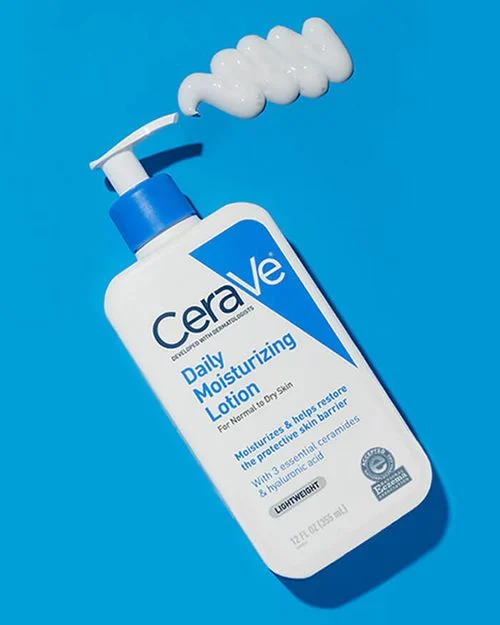 CeraVe®
DEVELOPED WITH DERMATOLOGISTS
Daily
Moisturizing
Lotion
For Normal to Dry Skin
Moisturizes & helps restore
the protective skin barrier
With 3 essential ceramides
& hyaluronic acid
LIGHTWEIGHT
12 FL OZ (355 mL)
Eczema